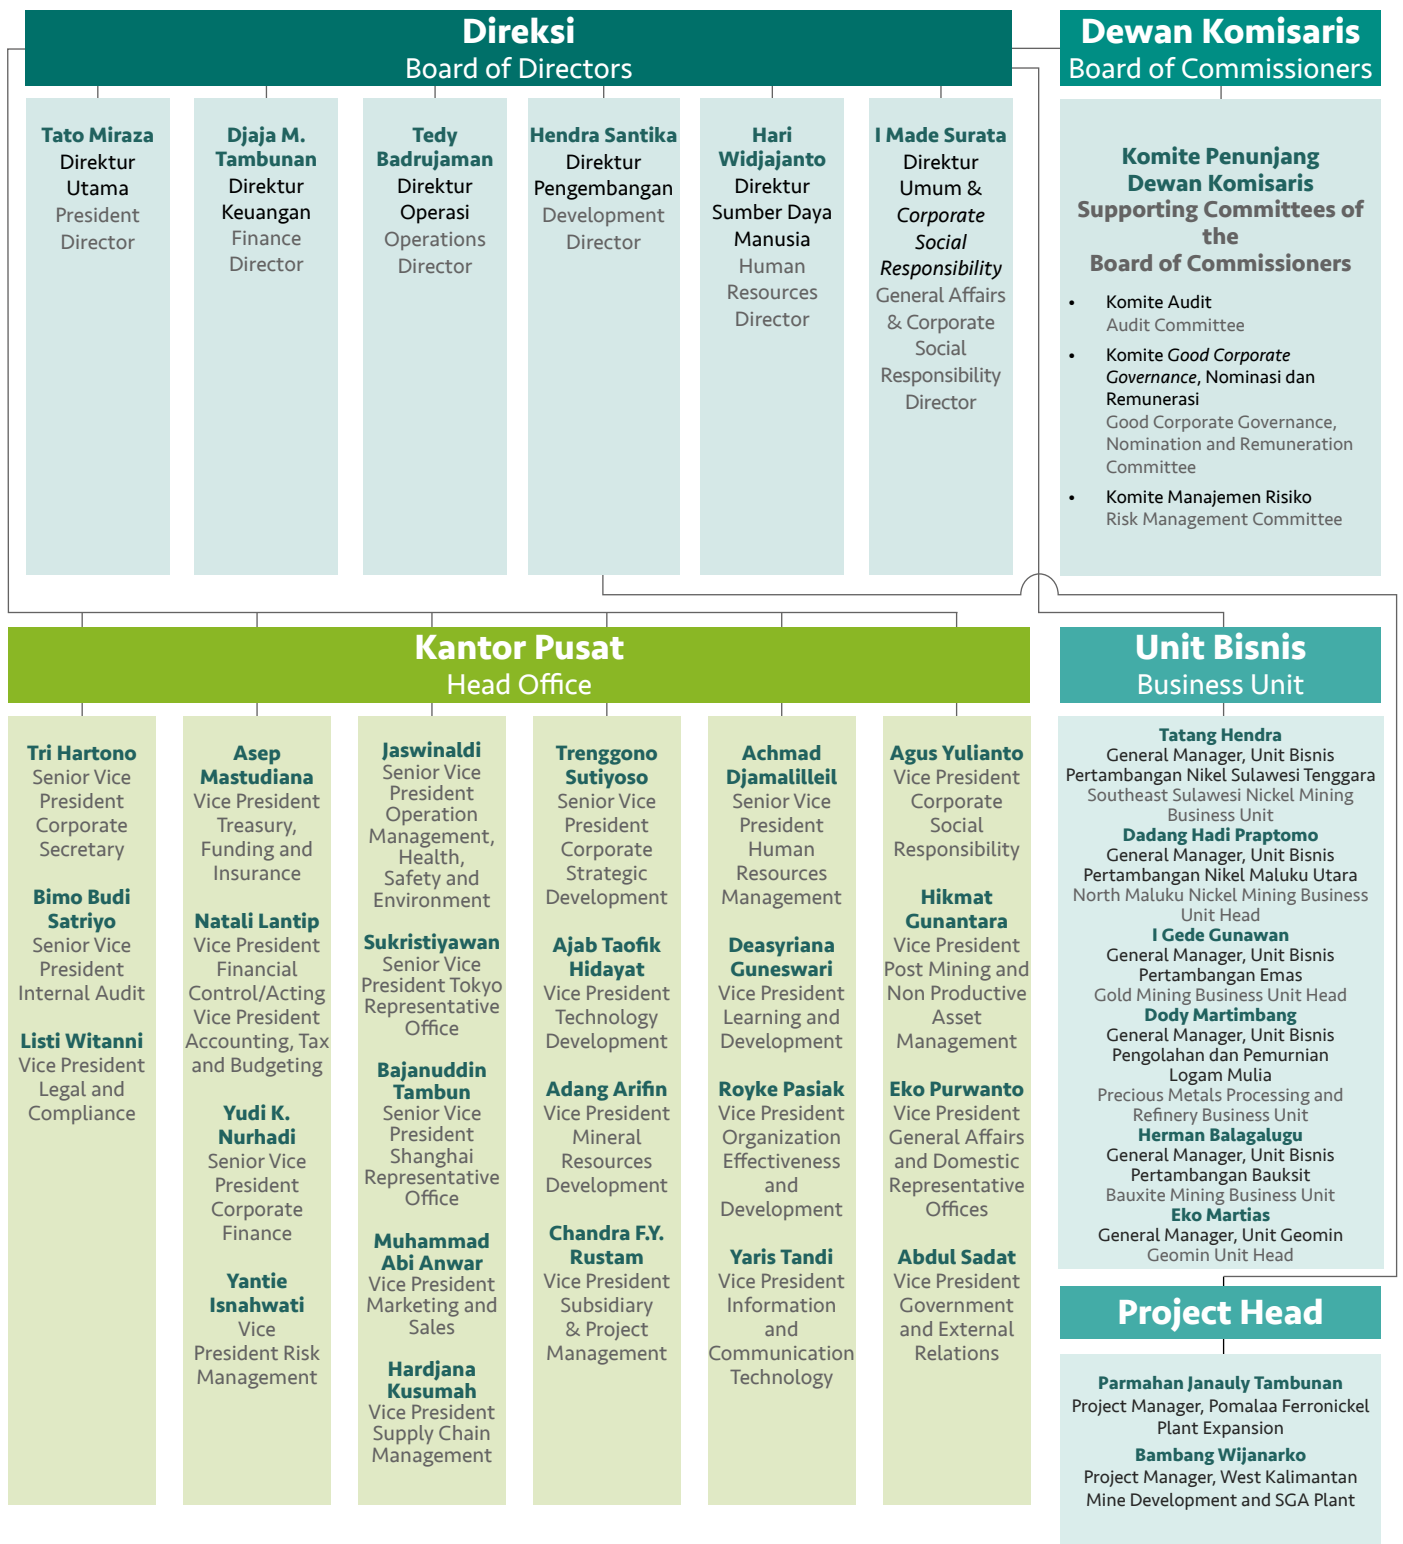 Direksi
Board of Directors
Dewan Komisaris
Board of Commissioners
Tato Miraza
Direktur
Utama
President
Director
Djaja M.
Tambunan
Direktur
Keuangan
Finance
Director
Tedy
Badrujaman
Direktur
Operasi
Operations
Director
Hendra Santika
Direktur
Pengembangan
Development
Director
Hari
Widjajanto
Direktur
Sumber Daya
Manusia
Human
Resources
Director
I Made Surata
Direktur
Umum &
Corporate
Social
Responsibility
General Affairs
& Corporate
Social
Responsibility
Director
Komite Penunjang
Dewan Komisaris
Supporting Committees of
the
Board of Commissioners
• Komite Audit
Audit Committee
• Komite Good Corporate
Governance, Nominasi dan
Remunerasi
Good Corporate Governance,
Nomination and Remuneration
Committee
• Komite Manajemen Risiko
Risk Management Committee
Kantor Pusat
Head Office
Tri Hartono
Senior Vice
President
Corporate
Secretary
Bimo Budi
Satriyo
Senior Vice
President
Internal Audit
Listi Witanni
Vice President
Legal and
Compliance
Asep
Mastudiana
Vice President
Treasury,
Funding and
Insurance
Natali Lantip
Vice President
Financial
Control/Acting
Vice President
Accounting, Tax
and Budgeting
Yudi K.
Nurhadi
Senior Vice
President
Corporate
Finance
Yantie
Isnahwati
Vice
President Risk
Management
Jaswinaldi
Senior Vice
President
Operation
Management,
Health,
Safety and
Environment
Sukristiyawan
Senior Vice
President Tokyo
Representative
Office
Bajanuddin
Tambun
Senior Vice
President
Shanghai
Representative
Office
Muhammad
Abi Anwar
Vice President
Marketing and
Sales
Hardjana
Kusumah
Vice President
Supply Chain
Management
Trenggono
Sutiyoso
Senior Vice
President
Corporate
Strategic
Development
Ajab Taofik
Hidayat
Vice President
Technology
Development
Adang Arifin
Vice President
Mineral
Resources
Development
Chandra F.Y.
Rustam
Vice President
Subsidiary
& Project
Management
Achmad
Djamalilleil
Senior Vice
President
Human
Resources
Management
Deasyriana
Guneswari
Vice President
Learning and
Development
Royke Pasiak
Vice President
Organization
Effectiveness
and
Development
Yaris Tandi
Vice President
Information
and
Communication
Technology
Agus Yulianto
Vice President
Corporate
Social
Responsibility
Hikmat
Gunantara
Vice President
Post Mining and
Non Productive
Asset
Management
Eko Purwanto
Vice President
General Affairs
and Domestic
Representative
Offices
Abdul Sadat
Vice President
Government
and External
Relations
Unit Bisnis
Business Unit
Tatang Hendra
General Manager, Unit Bisnis
Pertambangan Nikel Sulawesi Tenggara
Southeast Sulawesi Nickel Mining
Business Unit
Dadang Hadi Praptomo
General Manager, Unit Bisnis
Pertambangan Nikel Maluku Utara
North Maluku Nickel Mining Business
Unit Head
I Gede Gunawan
General Manager, Unit Bisnis
Pertambangan Emas
Gold Mining Business Unit Head
Dody Martimbang
General Manager, Unit Bisnis
Pengolahan dan Pemurnian
Logam Mulia
Precious Metals Processing and
Refinery Business Unit
Herman Balagalugu
General Manager, Unit Bisnis
Pertambangan Bauksit
Bauxite Mining Business Unit
Eko Martias
General Manager, Unit Geomin
Geomin Unit Head
Project Head
Parmahan Janauly Tambunan
Project Manager, Pomalaa Ferronickel
Plant Expansion
Bambang Wijanarko
Project Manager, West Kalimantan
Mine Development and SGA Plant